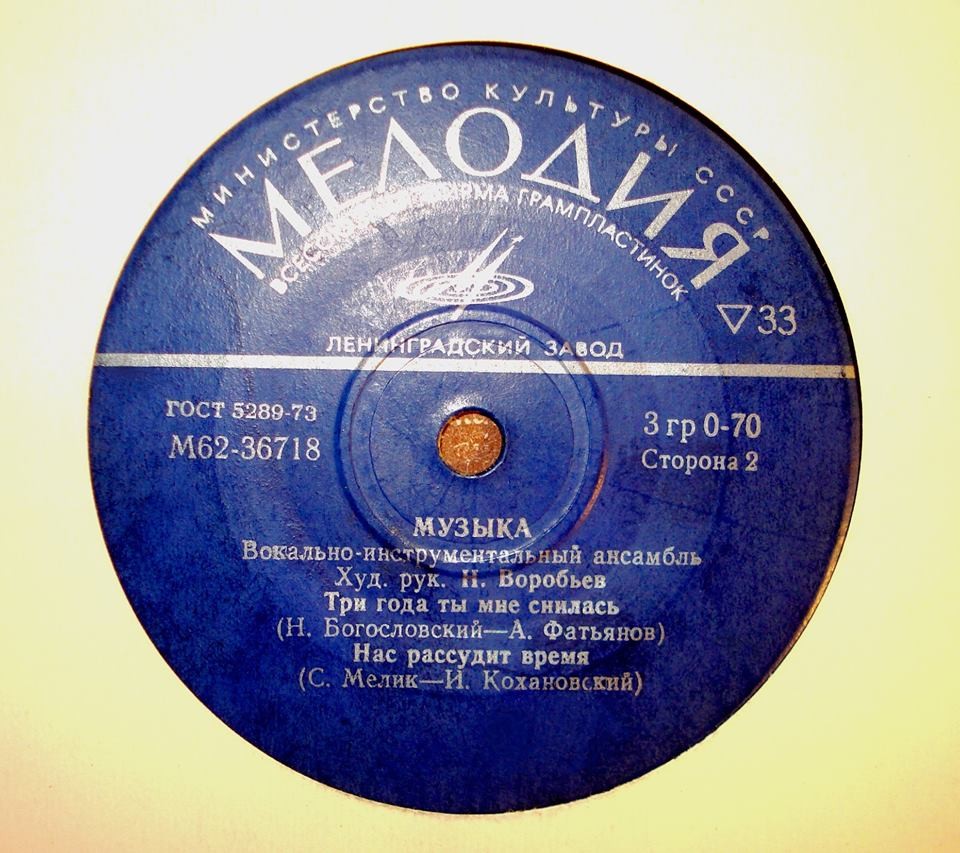 МИНИСТЕРСТВО КУЛЬТУРЫ СССР
МЕЛОДИЯ
ГРАМПЛАСТИНОК
▽33
ЛЕНИНГРАДСКИЙ ЗАВОД
ГОСТ 5289-73
М62-36718
3 гр 0-70
Сторона 2
МУЗЫКА
Вокально-инструментальный ансамбль
Худ. рук. Н. Воробьев
Три года ты мне снилась
(Н. Богословский—А. Фатьянов)
Нас рассудит время
(С. Мелик—И. Кохановский)